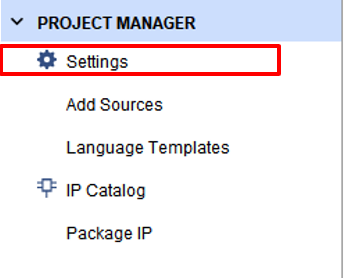 PROJECT MANAGER
Settings
Add Sources
Language Templates
IP Catalog
Package IP